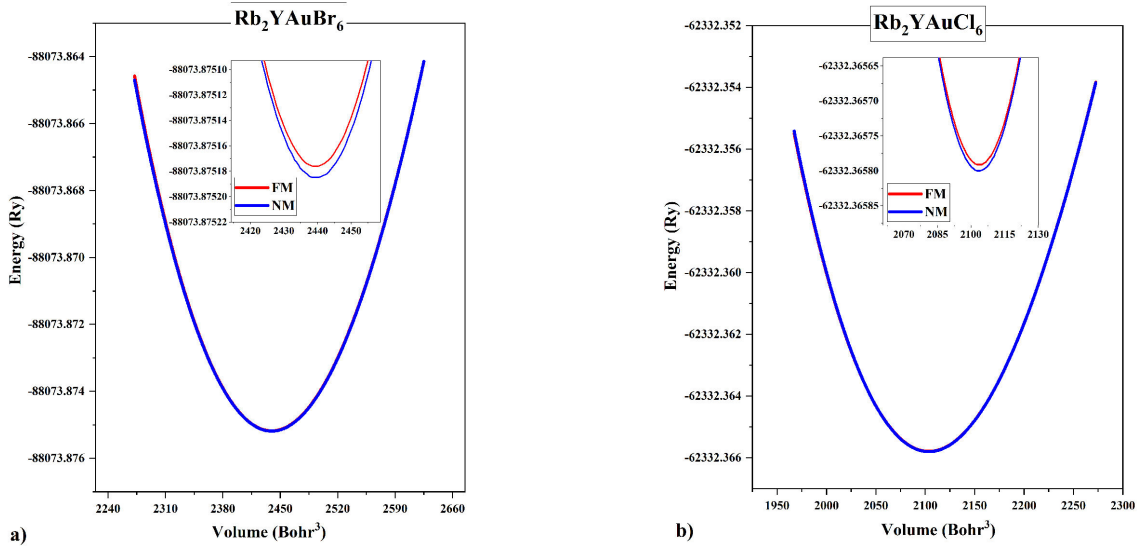 Rb₂YAuBr₆
Energy (Ry)
-88073.864
-88073.866
-88073.868
-88073.870
-88073.872
-88073.874
-88073.876
-88073.87510
-88073.87512
-88073.87514
-88073.87516
-88073.87518
-88073.87520
-88073.87522
FM
NM
2420 2430 2440 2450
2240 2310 2380 2450 2520 2590 2660
Volume (Bohr³)
a)
Rb₂YAuCl₆
Energy (Ry)
-62332.352
-62332.354
-62332.356
-62332.358
-62332.360
-62332.362
-62332.364
-62332.366
-62332.36565
-62332.36570
-62332.36575
-62332.36580
-62332.36585
FM
NM
2070 2085 2100 2115 2130
1950 2000 2050 2100 2150 2200 2250 2300
Volume (Bohr³)
b)